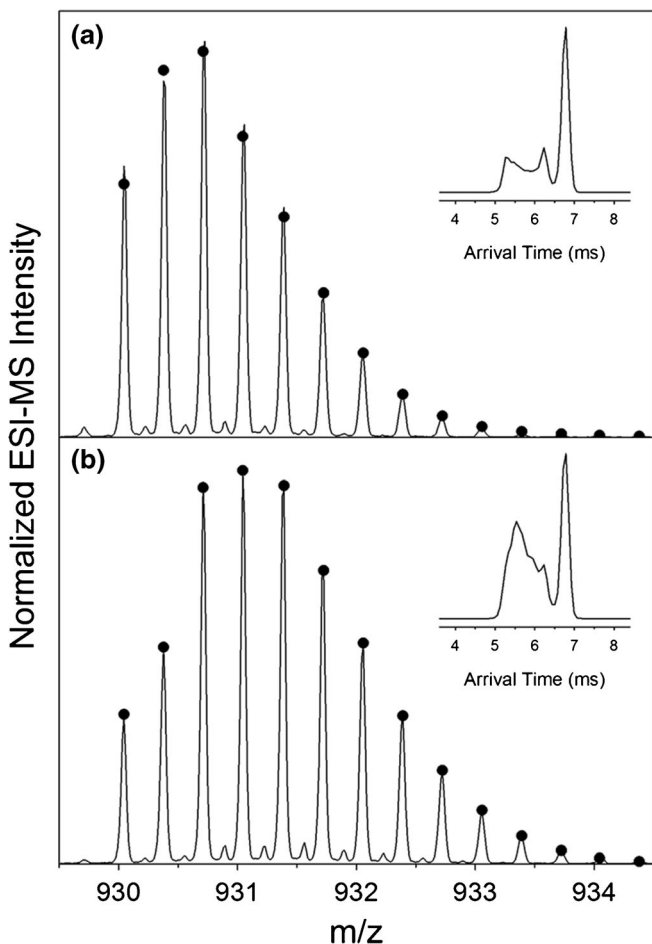 Normalized ESI-MS Intensity
(a)
4 5 6 7 8
Arrival Time (ms)
(b)
4 5 6 7 8
Arrival Time (ms)
930 931 932 933 934
m/z